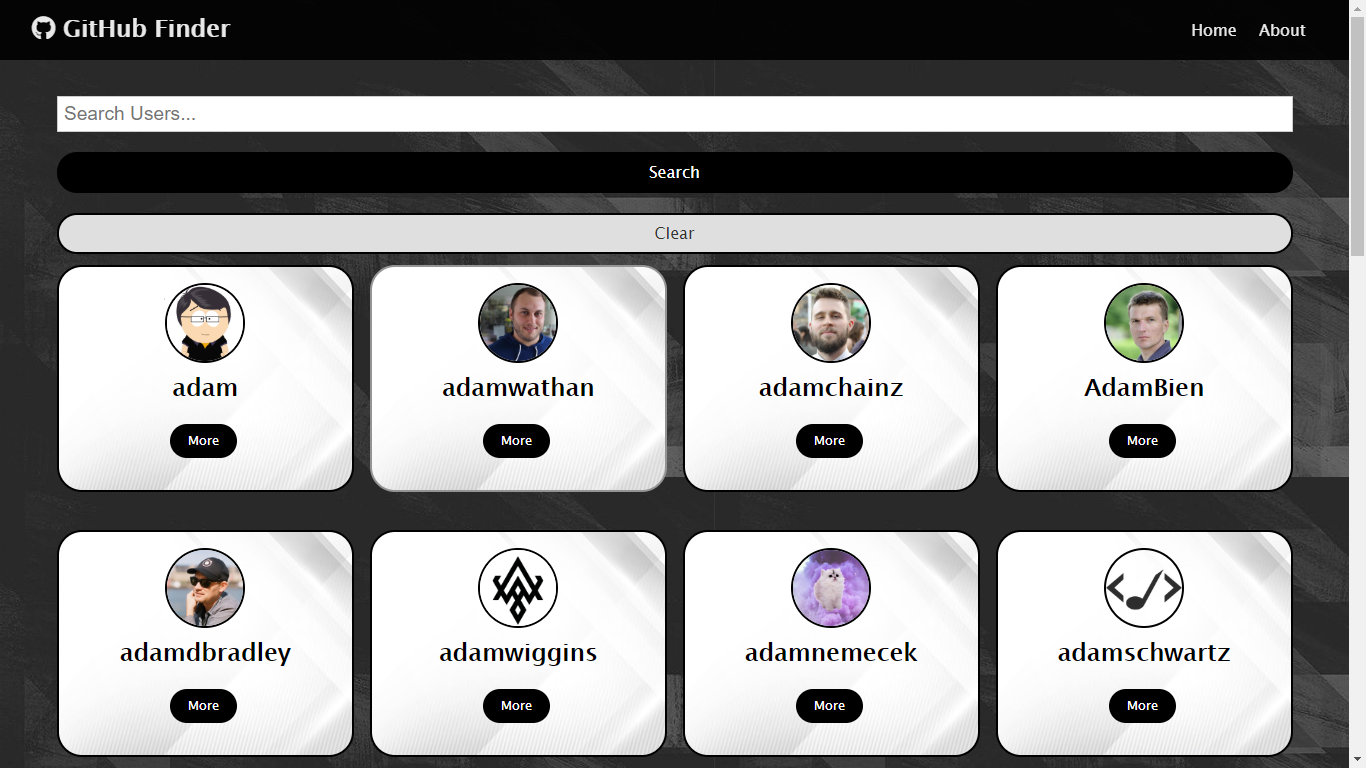 GitHub Finder
Home About
Search Users...
Search
Clear
adam adamwathan adamchainz AdamBien
More More More More
adamdbradley adamwiggins adamnemecek adamschwartz
More More More More